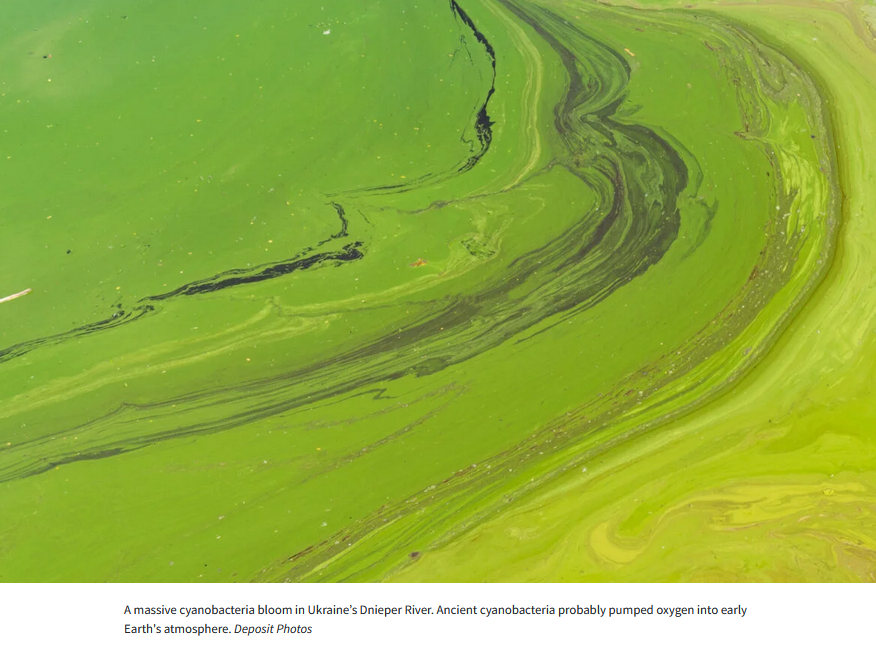 A massive cyanobacteria bloom in Ukraine’s Dnieper River. Ancient cyanobacteria probably pumped oxygen into early
Earth’s atmosphere. Deposit Photos